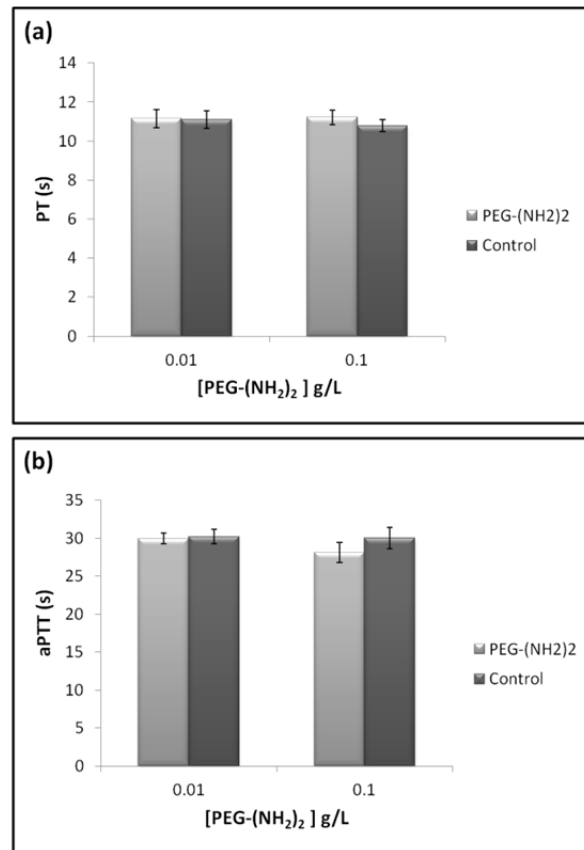 (a)
14
12
10
8
6
4
2
0
PT (s)
0.01 0.1
[PEG-(NH₂)₂ ] g/L
PEG-(NH2)2
Control
(b)
35
30
25
20
15
10
5
0
aPTT (s)
0.01 0.1
[PEG-(NH₂)₂ ] g/L
PEG-(NH2)2
Control